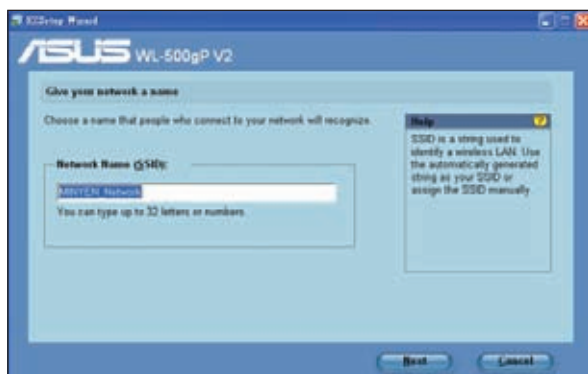 EZSetup Wizard
ASUS WL-500gP V2
Give your network a name
Choose a name that people who connect to your network will recognize.
Network Name (SSID):
MINYEN_Network
You can type up to 32 letters or numbers.
Help
SSID is a string used to
identify a wireless LAN. Use
the automatically generated
string as your SSID or
assign the SSID manually.
Next
Cancel